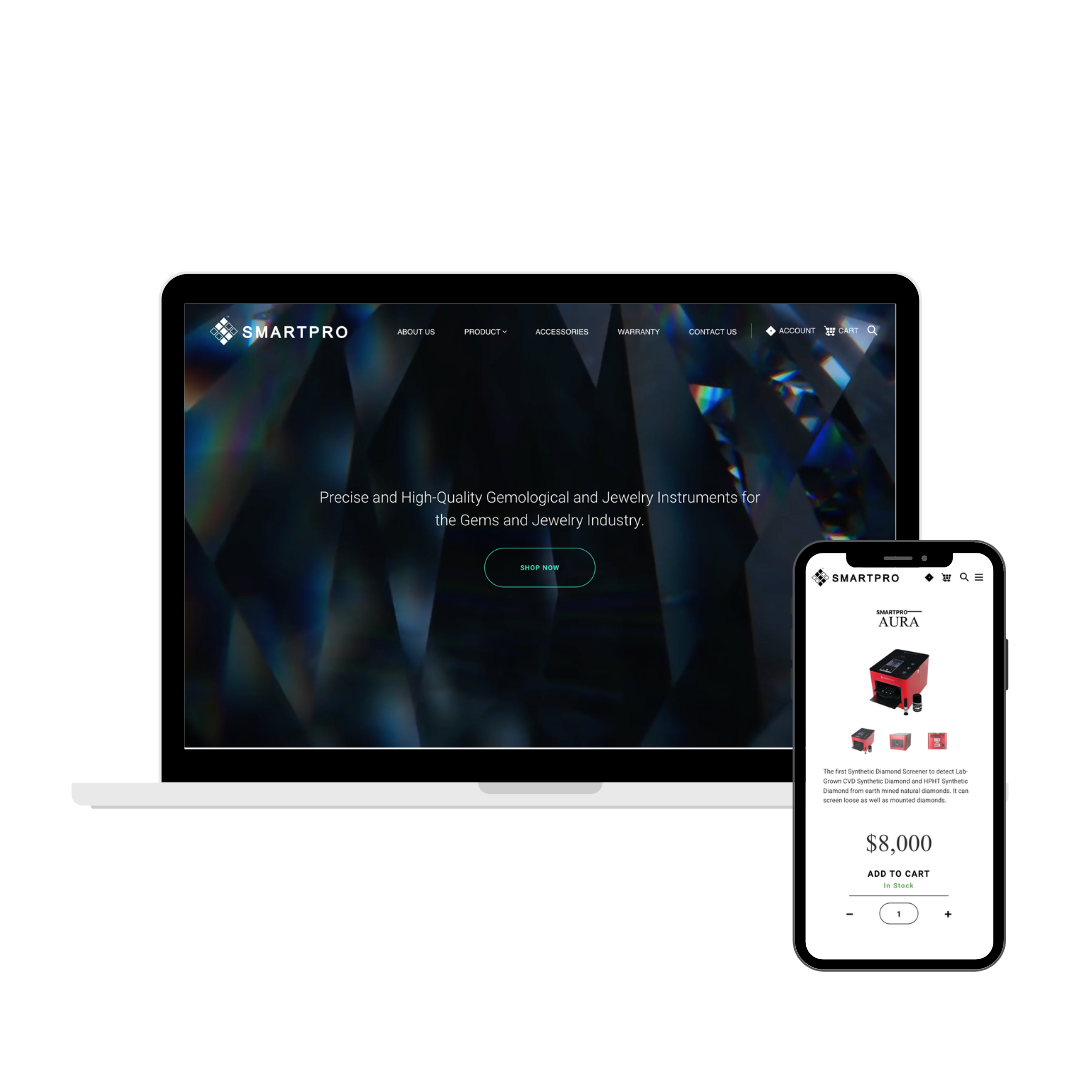 SMARTPRO
ABOUT US
PRODUCT
ACCESSORIES
WARRANTY
CONTACT US
ACCOUNT
CART
Precise and High-Quality Gemological and Jewelry Instruments for
the Gems and Jewelry Industry.
SHOP NOW
SMARTPRO
SMARTPRO
AURA
The first Synthetic Diamond Screener to detect Lab-
Grown CVD Synthetic Diamond and HPHT Synthetic
Diamond from earth mined natural diamonds. It can
screen loose as well as mounted diamonds.
$8,000
ADD TO CART
In Stock
− 1 +